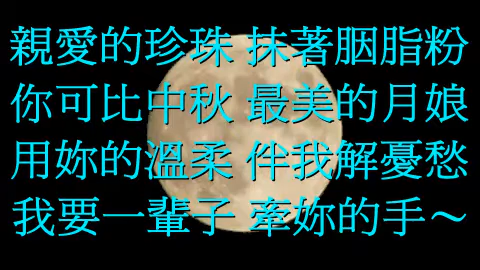 親愛的珍珠 抹著胭脂粉
你可比中秋 最美的月娘
用妳的溫柔 伴我解憂愁
我要一輩子 牽妳的手～